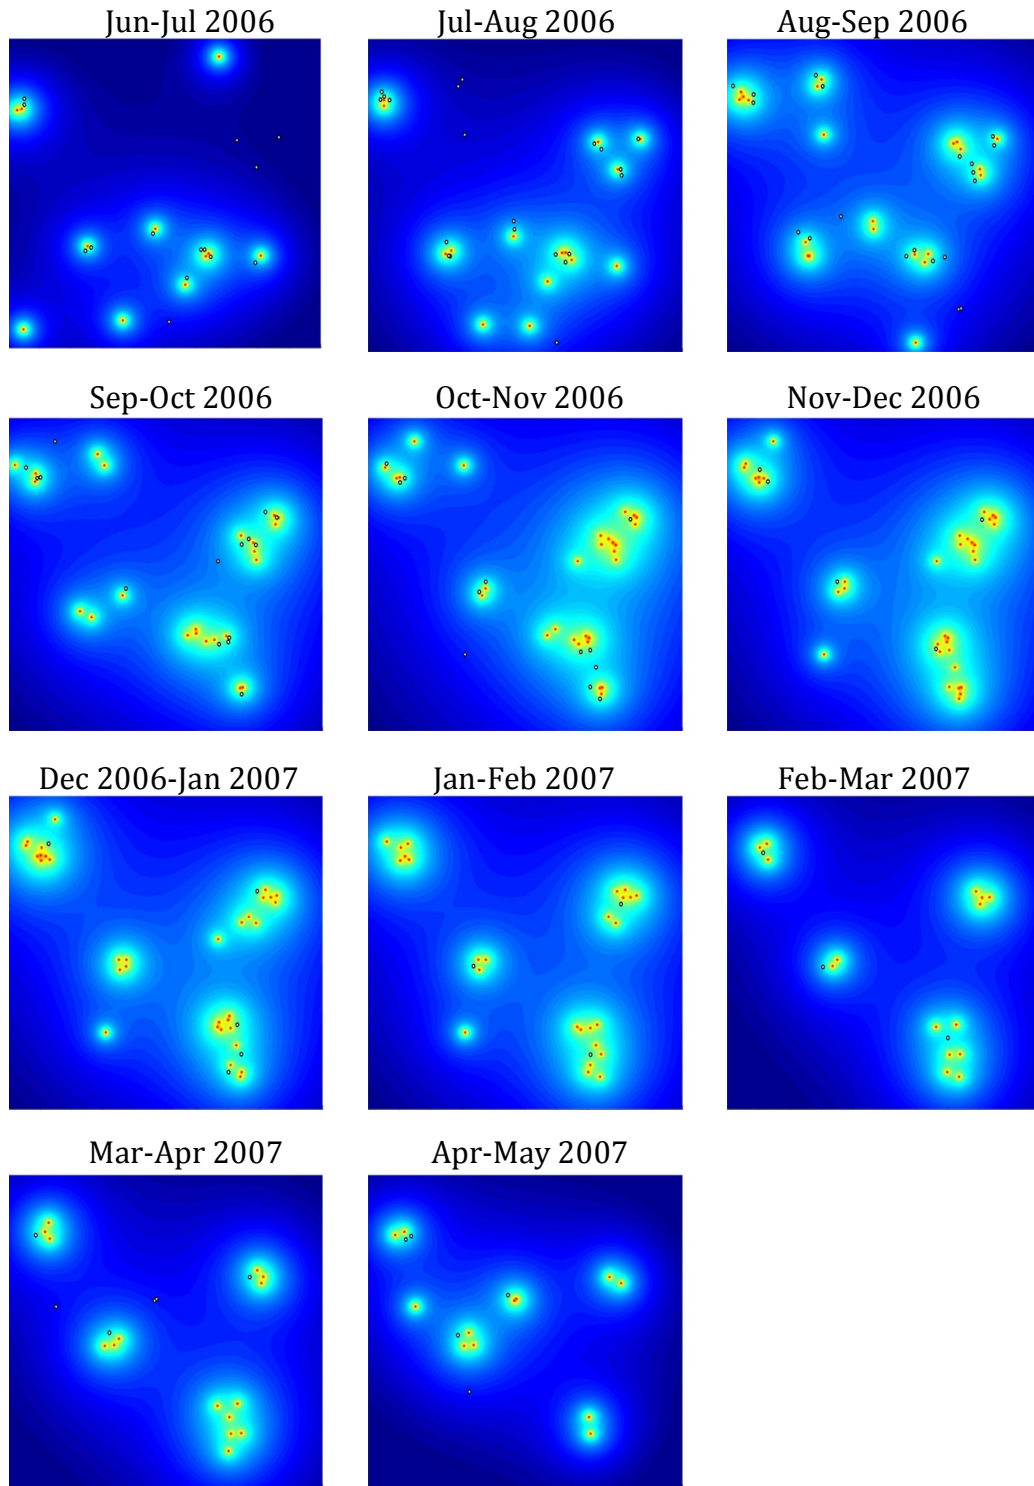 Jun-Jul 2006
Jul-Aug 2006
Aug-Sep 2006
Sep-Oct 2006
Oct-Nov 2006
Nov-Dec 2006
Dec 2006-Jan 2007
Jan-Feb 2007
Feb-Mar 2007
Mar-Apr 2007
Apr-May 2007